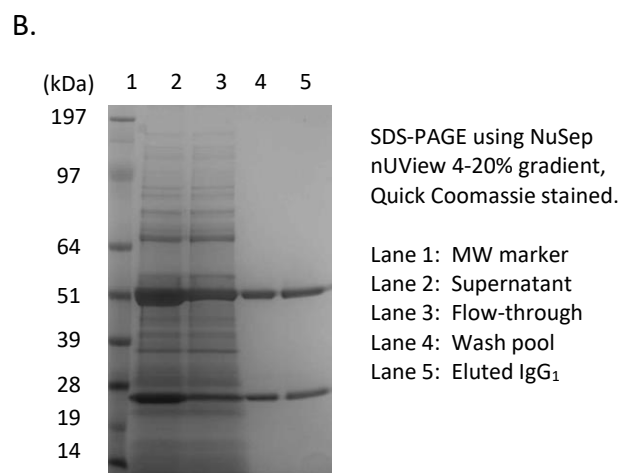 B.
(kDa) 1 2 3 4 5
197
97
64
51
39
28
19
14
SDS-PAGE using NuSep
nUView 4-20% gradient,
Quick Coomassie stained.
Lane 1: MW marker
Lane 2: Supernatant
Lane 3: Flow-through
Lane 4: Wash pool
Lane 5: Eluted IgG₁